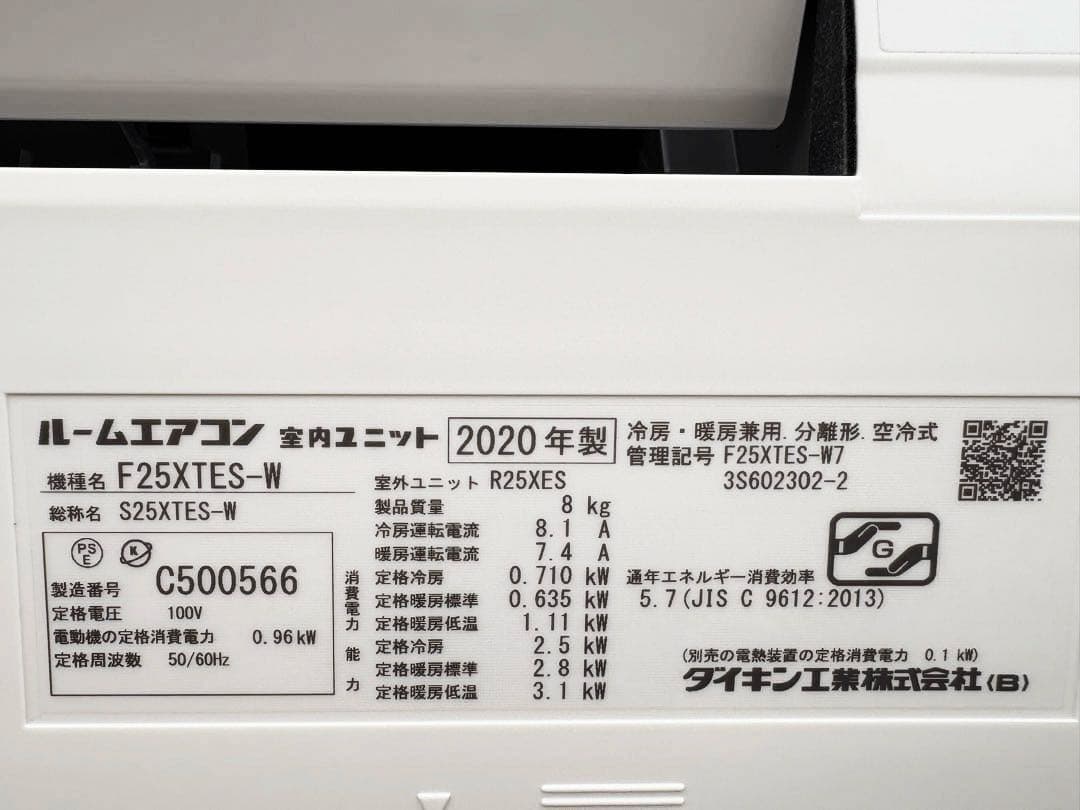 ルームエアコン 室内ユニット 2020年製 冷房・暖房兼用.分離形.空冷式
機種名 F25XTES-W
総称名 S25XTES-W
室外ユニット R25XES
管理記号 F25XTES-W7
3S602302-2
PS
E
K
製造番号 C500566
定格電圧 100V
電動機の定格消費電力 0.96kW
定格周波数 50/60Hz
製品質量 8 kg
冷房運転電流 8.1 A
暖房運転電流 7.4 A
消費電力
定格冷房 0.710 kW
定格暖房標準 0.635 kW
定格暖房低温 1.11 kW
能力
定格冷房 2.5 kW
定格暖房標準 2.8 kW
定格暖房低温 3.1 kW
G
通年エネルギー消費効率
5.7(JIS C 9612:2013)
(別売の電熱装置の定格消費電力 0.1 kW)
ダイキン工業株式会社(B)